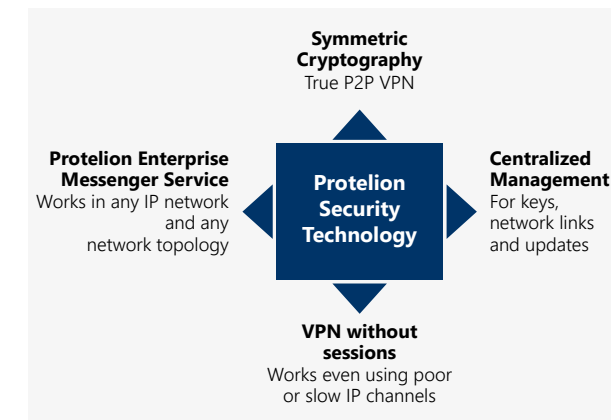 Symmetric
Cryptography
True P2P VPN
Protelion Enterprise
Messenger Service
Works in any IP network
and any
network topology
Protelion
Security
Technology
Centralized
Management
For keys,
network links
and updates
VPN without
sessions
Works even using poor
or slow IP channels